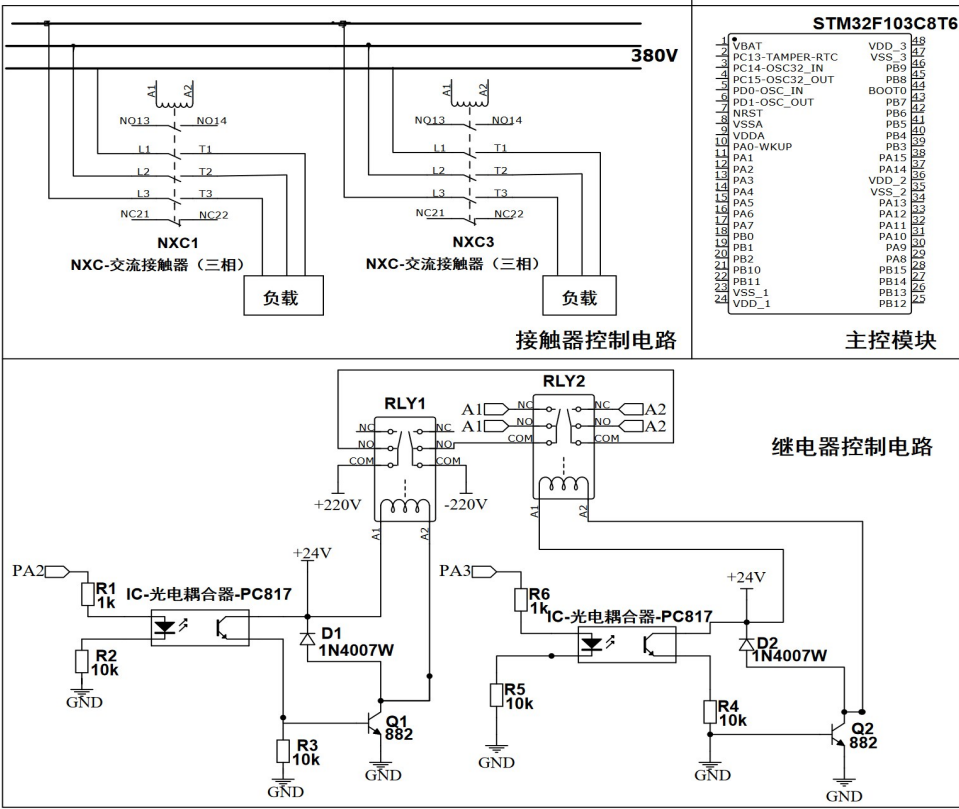 380V
A1 A2
NO13 NO14
L1 T1
L2 T2
L3 T3
NC21 NC22
NXC1
NXC-交流接触器（三相）
负载
A1 A2
NO13 NO14
L1 T1
L2 T2
L3 T3
NC21 NC22
NXC3
NXC-交流接触器（三相）
负载
接触器控制电路
STM32F103C8T6
1 VBAT VDD_3 48
2 PC13-TAMPER-RTC VSS_3 47
3 PC14-OSC32_IN PB9 46
4 PC15-OSC32_OUT PB8 45
5 PD0-OSC_IN BOOT0 44
6 PD1-OSC_OUT PB7 43
7 NRST PB6 42
8 VSSA PB5 41
9 VDDA PB4 40
10 PA0-WKUP PB3 39
11 PA1 PA15 38
12 PA2 PA14 37
13 PA3 VDD_2 36
14 PA4 VSS_2 35
15 PA5 PA13 34
16 PA6 PA12 33
17 PA7 PA11 32
18 PB0 PA10 31
19 PB1 PA9 30
20 PB2 PA8 29
21 PB10 PB15 28
22 PB11 PB14 27
23 VSS_1 PB13 26
24 VDD_1 PB12 25
主控模块
继电器控制电路
RLY1
NC NC
NO NO
COM COM
+220V -220V
A1 A2
RLY2
A1 NC NC A2
A1 NO NO A2
COM COM
A1 A2
PA2
R1
1k
IC-光电耦合器-PC817
+24V
D1
1N4007W
R2
10k
GND
R3
10k
GND
Q1
882
GND
PA3
R6
1k
IC-光电耦合器-PC817
+24V
D2
1N4007W
R5
10k
GND
R4
10k
GND
Q2
882
GND